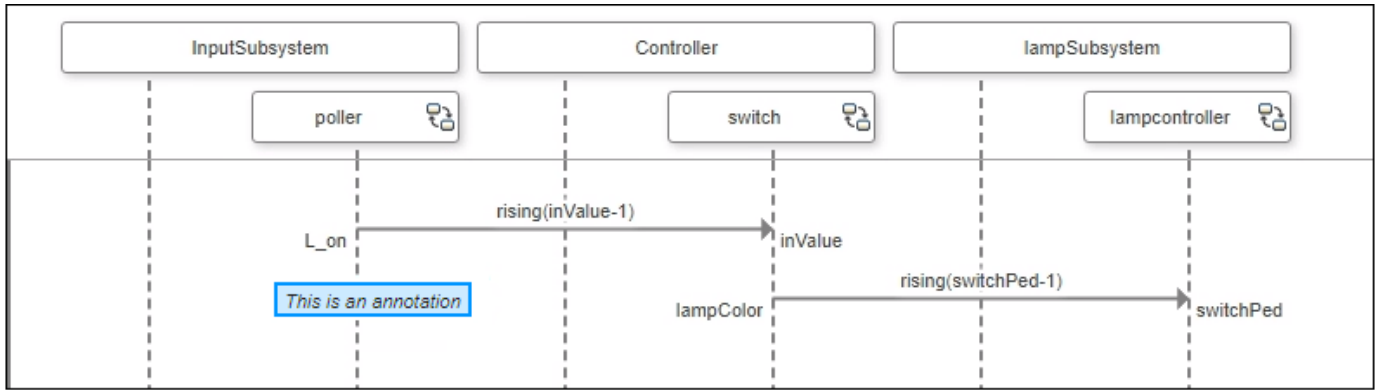 InputSubsystem
Controller
lampSubsystem
poller
switch
lampcontroller
rising(inValue-1)
L_on
inValue
rising(switchPed-1)
This is an annotation
lampColor
switchPed